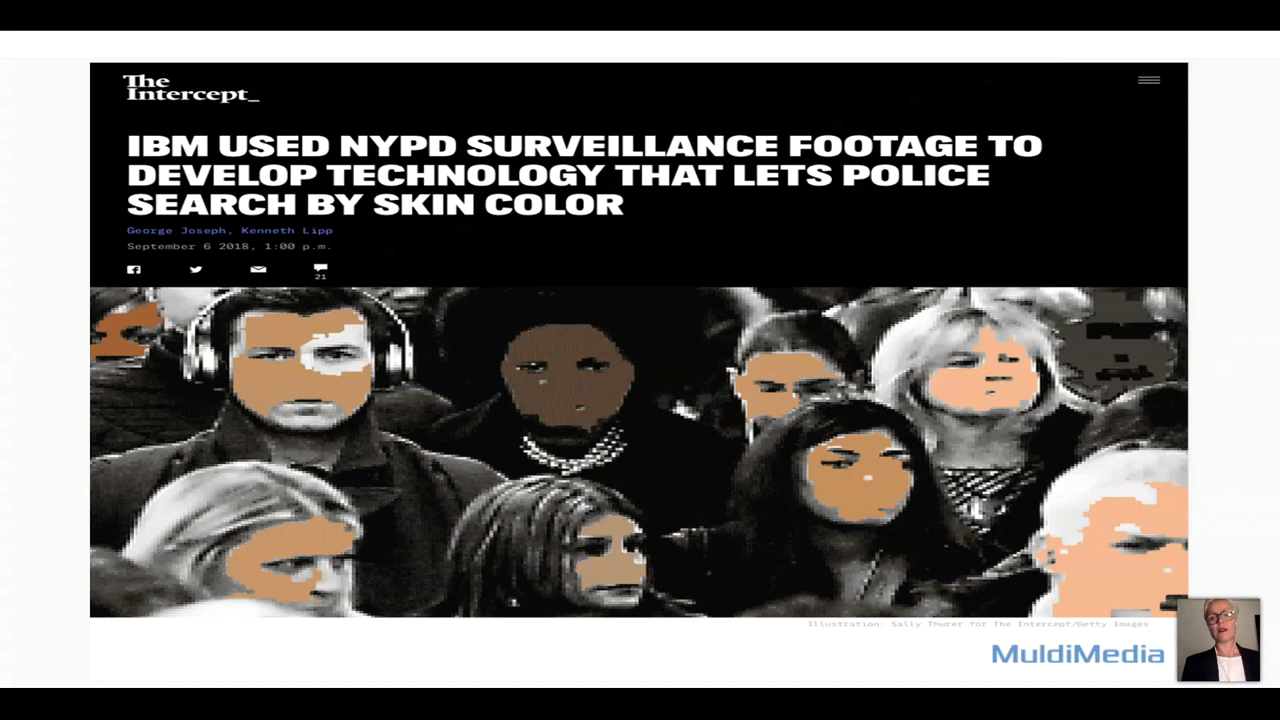 The
Intercept_
IBM USED NYPD SURVEILLANCE FOOTAGE TO
DEVELOP TECHNOLOGY THAT LETS POLICE
SEARCH BY SKIN COLOR
George Joseph, Kenneth Lipp
September 6 2018, 1:00 p.m.
21
Illustration: Sally Thurer for The Intercept/Getty Images
MuldiMedia